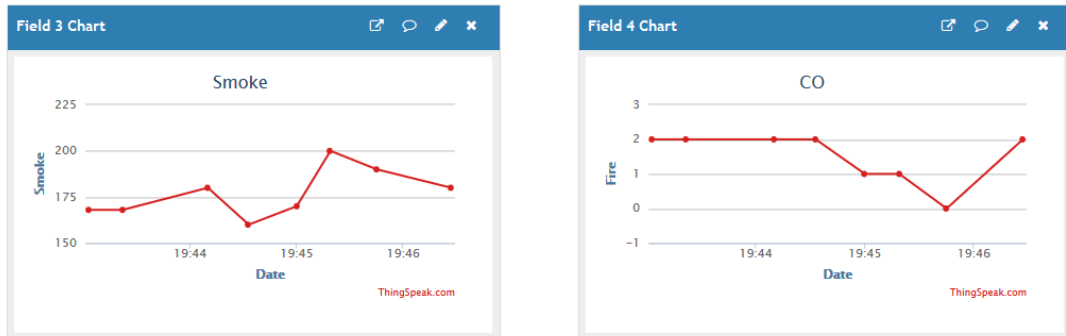 Field 3 Chart
Smoke
225
200
175
150
Smoke
19:44 19:45 19:46
Date
ThingSpeak.com
Field 4 Chart
CO
3
2
1
0
-1
Fire
19:44 19:45 19:46
Date
ThingSpeak.com